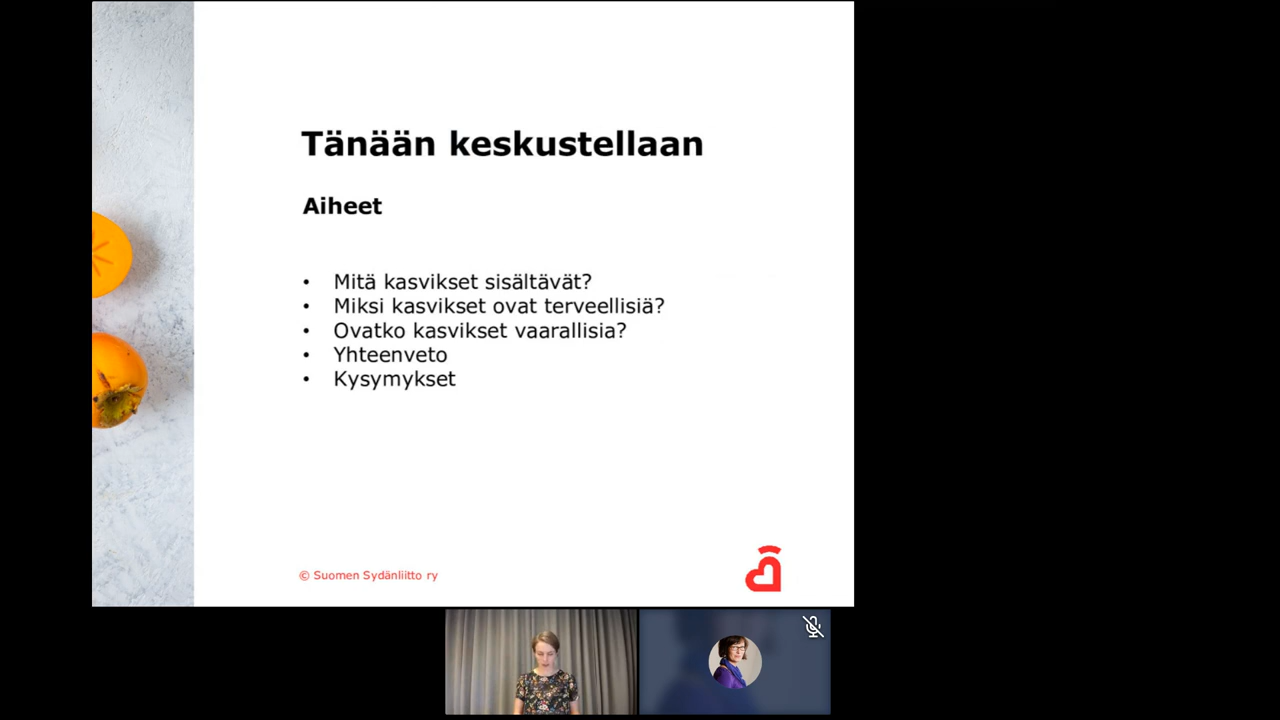 Tänään keskustellaan
Aiheet
• Mitä kasvikset sisältävät?
• Miksi kasvikset ovat terveellisiä?
• Ovatko kasvikset vaarallisia?
• Yhteenveto
• Kysymykset
© Suomen Sydänliitto ry